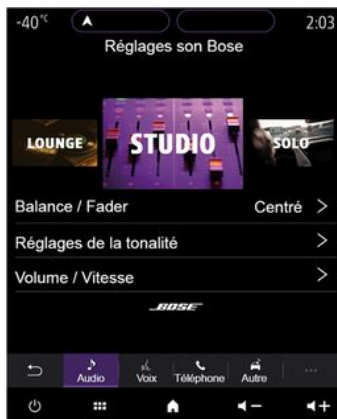 -40°C 2:03
Réglages son Bose
LOUNGE STUDIO SOLO
Balance / Fader Centré >
Réglages de la tonalité >
Volume / Vitesse >
BOSE
Audio Voix Téléphone Autre ...